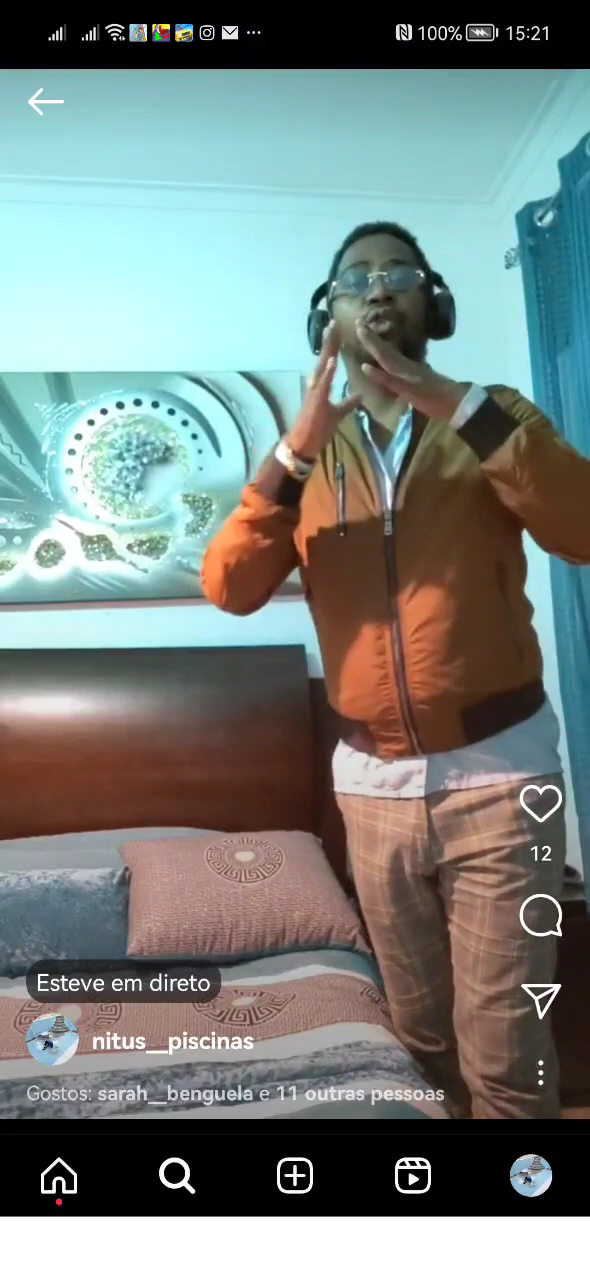 100% 15:21
12
Esteve em direto
nitus__piscinas
Gostos: sarah__benguela e 11 outras pessoas